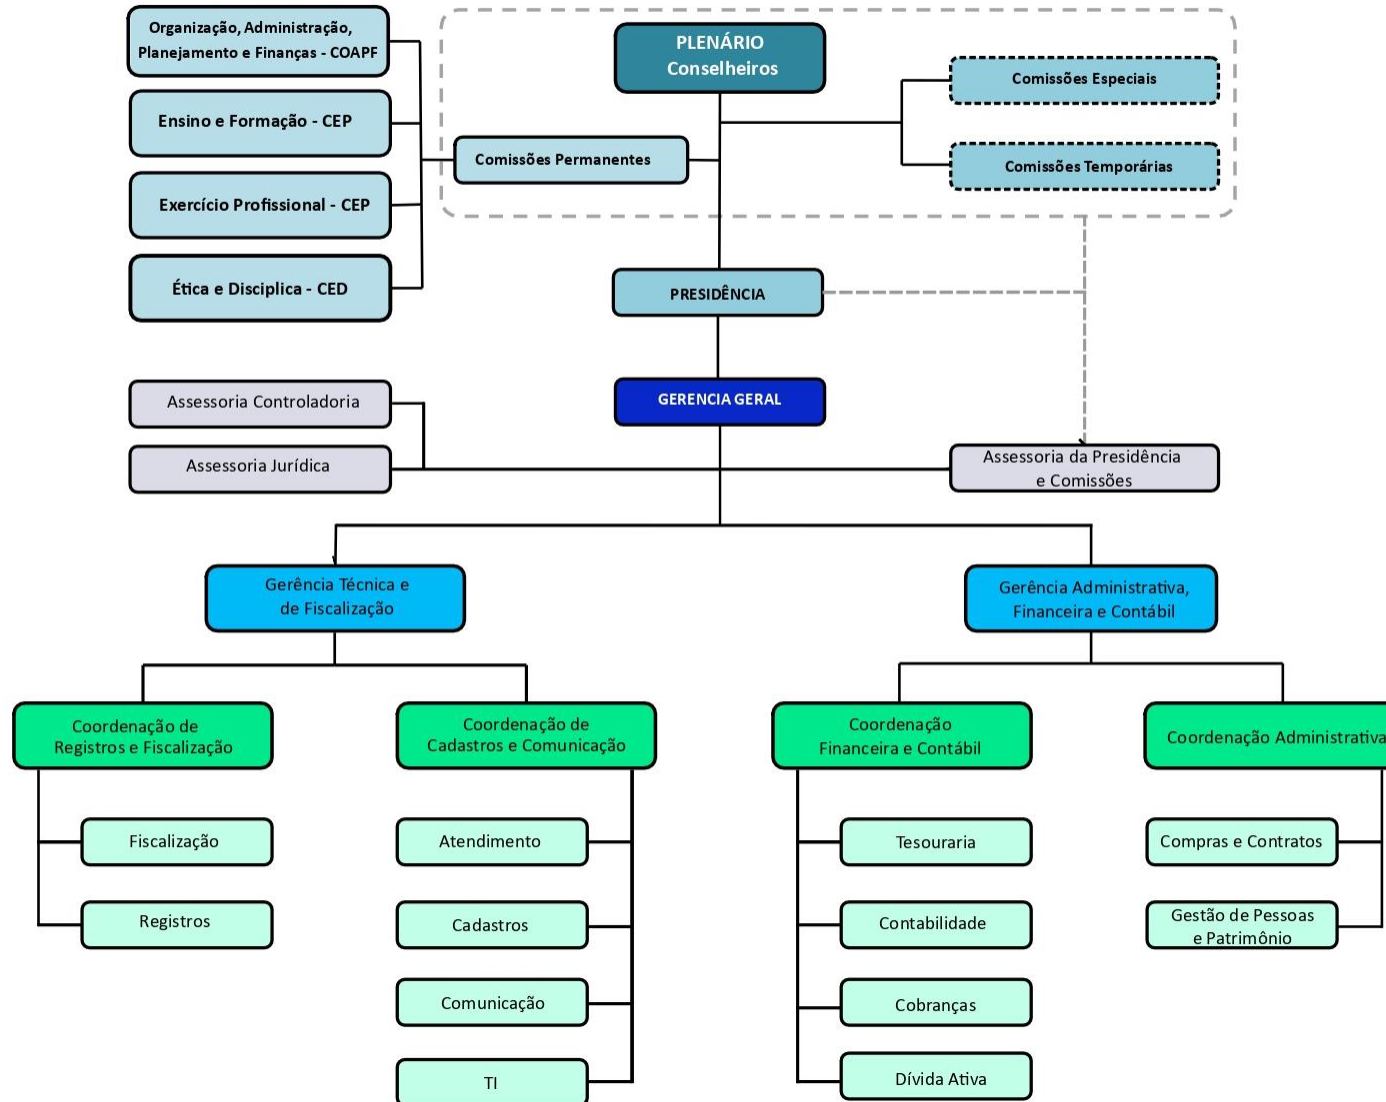 Organização, Administração,
Planejamento e Finanças - COAPF
Ensino e Formação - CEP
Exercício Profissional - CEP
Ética e Disciplica - CED
PLENÁRIO
Conselheiros
Comissões Permanentes
Comissões Especiais
Comissões Temporárias
PRESIDÊNCIA
GERENCIA GERAL
Assessoria Controladoria
Assessoria Jurídica
Assessoria da Presidência
e Comissões
Gerência Técnica e
de Fiscalização
Gerência Administrativa,
Financeira e Contábil
Coordenação de
Registros e Fiscalização
Fiscalização
Registros
Coordenação de
Cadastros e Comunicação
Atendimento
Cadastros
Comunicação
TI
Coordenação
Financeira e Contábil
Tesouraria
Contabilidade
Cobranças
Dívida Ativa
Coordenação Administrativa
Compras e Contratos
Gestão de Pessoas
e Patrimônio